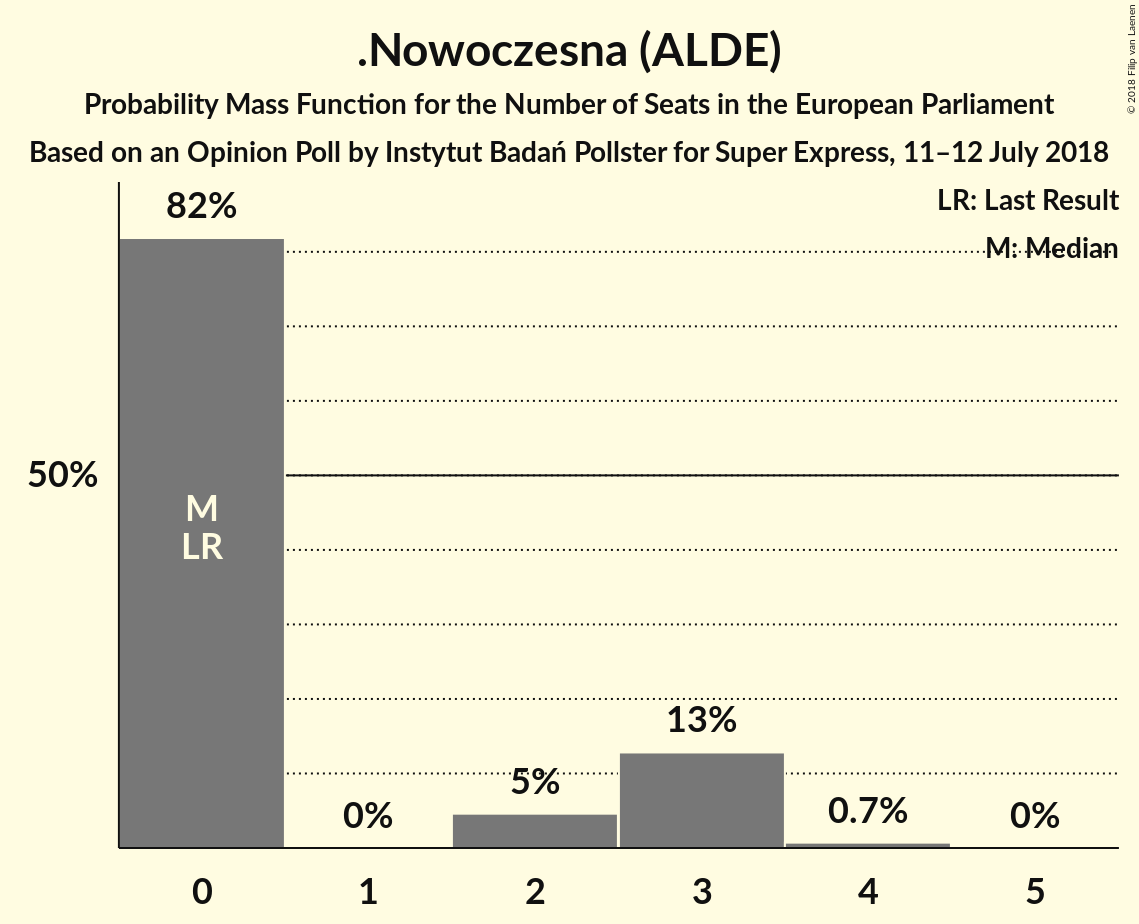 .Nowoczesna (ALDE)
Probability Mass Function for the Number of Seats in the European Parliament
Based on an Opinion Poll by Instytut Badań Pollster for Super Express, 11–12 July 2018
© 2018 Filip van Laenen
LR: Last Result
M: Median
82%
50%
M
LR
0%
5%
13%
0.7%
0%
0 1 2 3 4 5